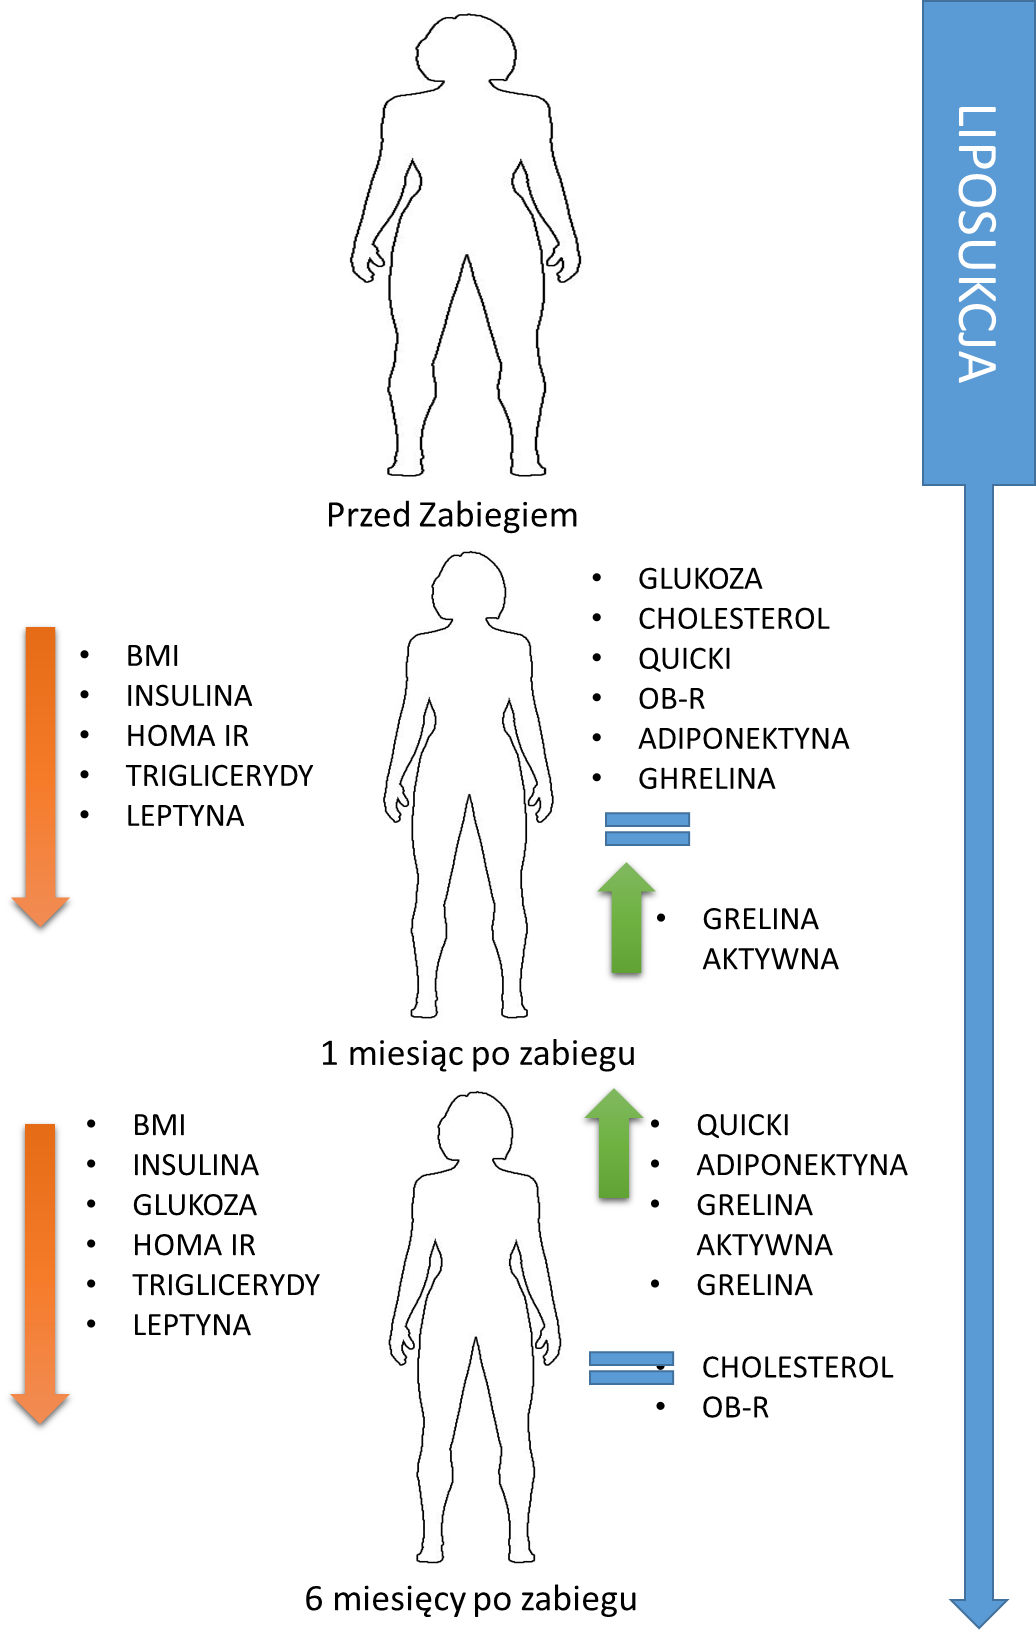 LIPOSUKCJA
Przed Zabiegiem
• BMI
• INSULINA
• HOMA IR
• TRIGLICERYDY
• LEPTYNA
• GLUKOZA
• CHOLESTEROL
• QUICKI
• OB-R
• ADIPONEKTYNA
• GHRELINA
• GRELINA
AKTYWNA
1 miesiąc po zabiegu
• BMI
• INSULINA
• GLUKOZA
• HOMA IR
• TRIGLICERYDY
• LEPTYNA
• QUICKI
• ADIPONEKTYNA
• GRELINA
AKTYWNA
• GRELINA
• CHOLESTEROL
• OB-R
6 miesięcy po zabiegu